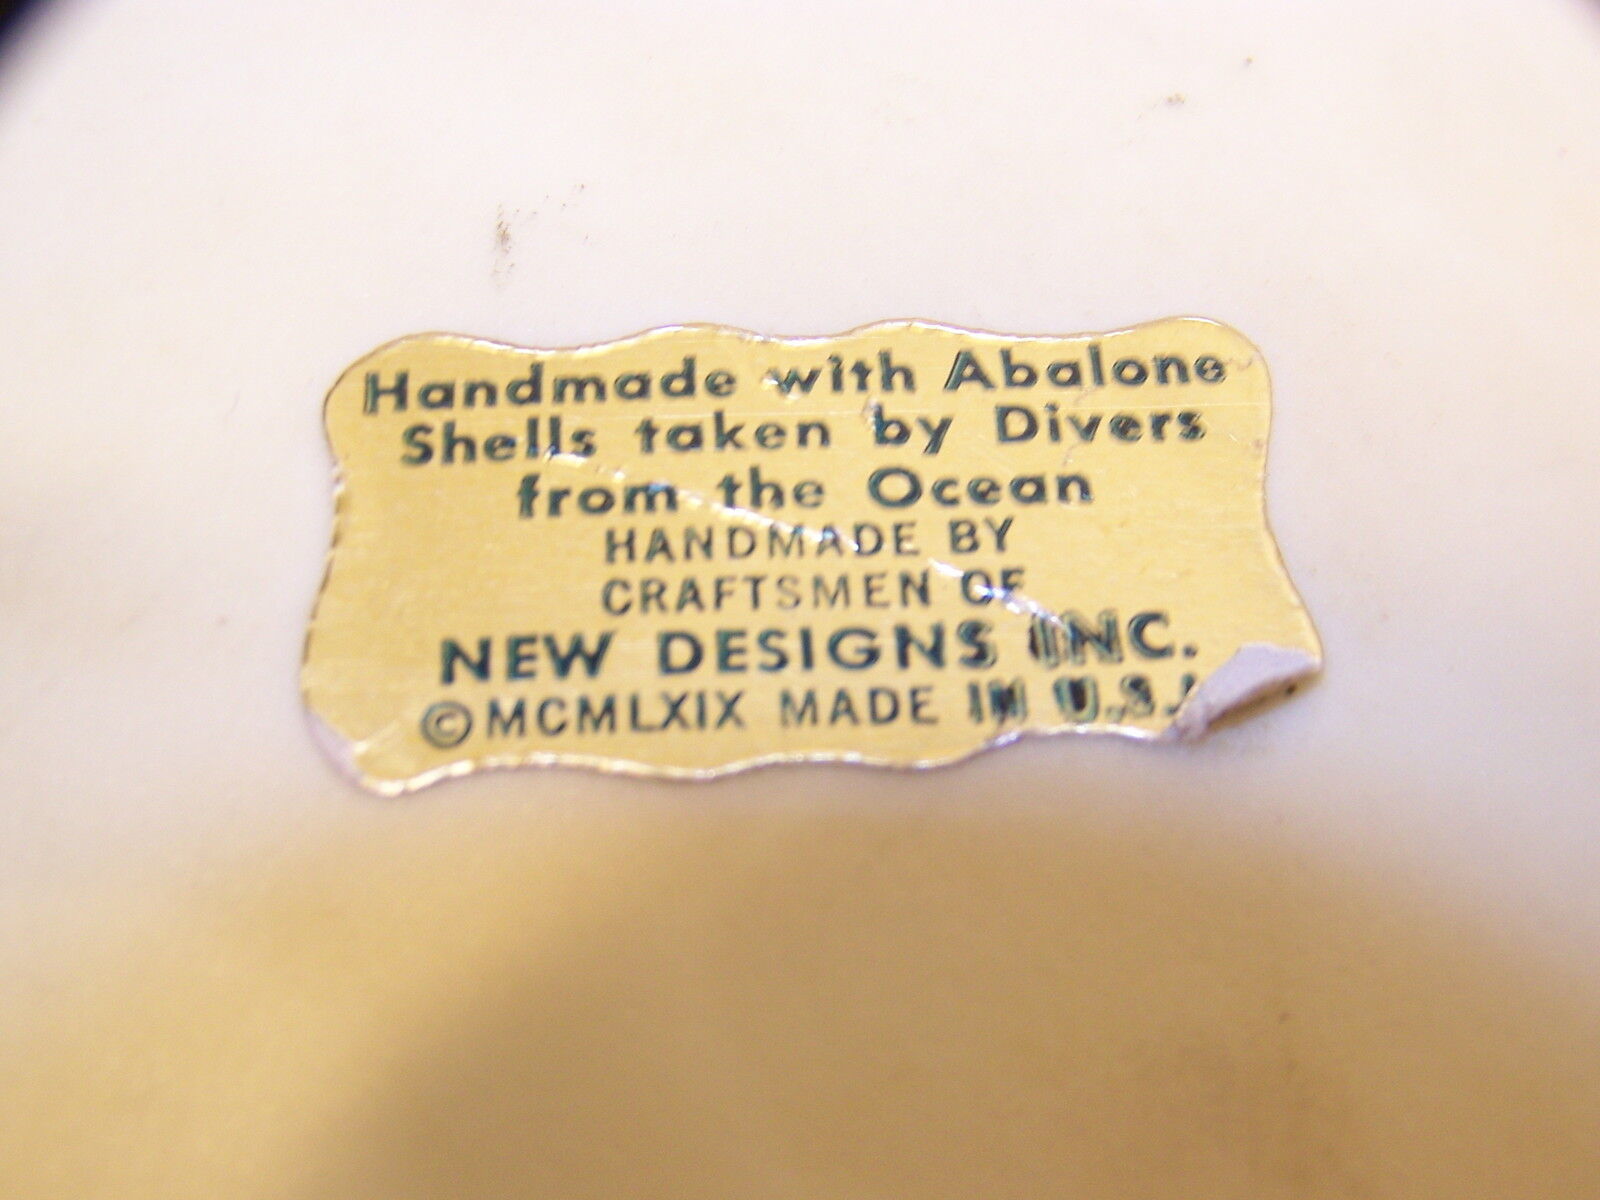 Handmade with Abalone
Shells taken by Divers
from the Ocean
HANDMADE BY
CRAFTSMEN OF
NEW DESIGNS INC.
©MCMLXIX MADE IN